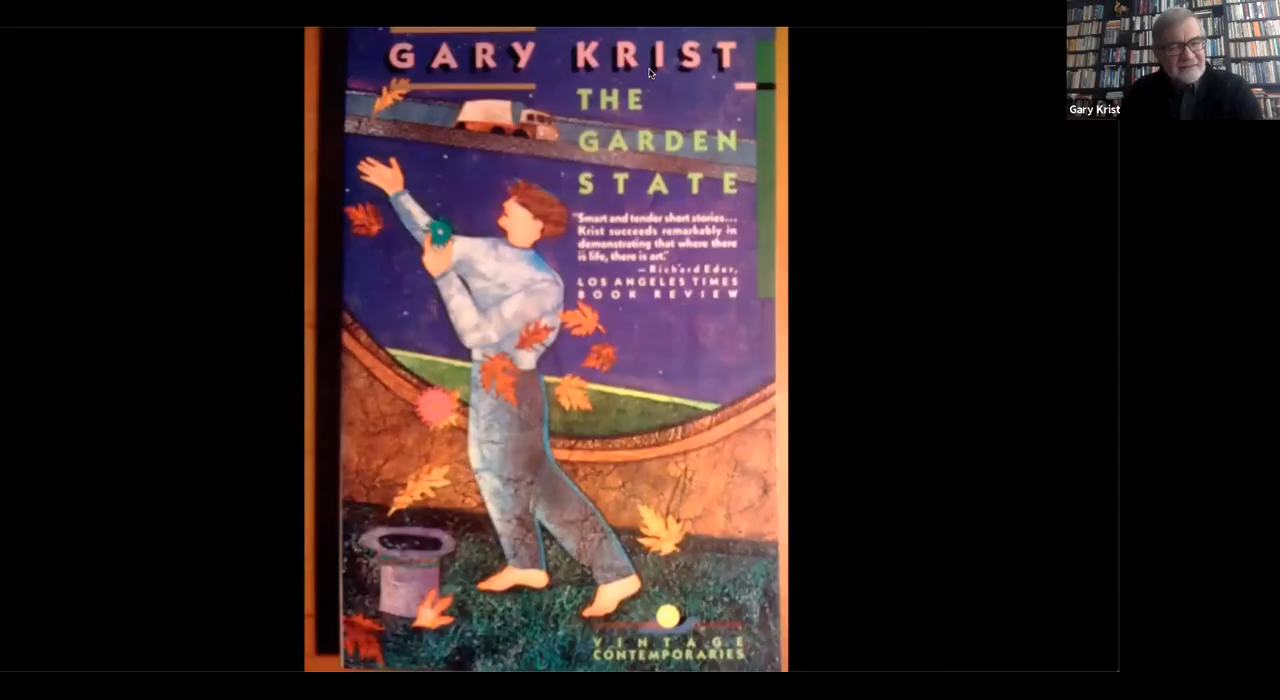 GARY KRIST
THE
GARDEN
STATE
"Smart and tender short stories...
Krist succeeds remarkably in
demonstrating that where there
is life, there is art."
—Richard Eder,
LOS ANGELES TIMES
BOOK REVIEW
VINTAGE
CONTEMPORARIES
Gary Krist